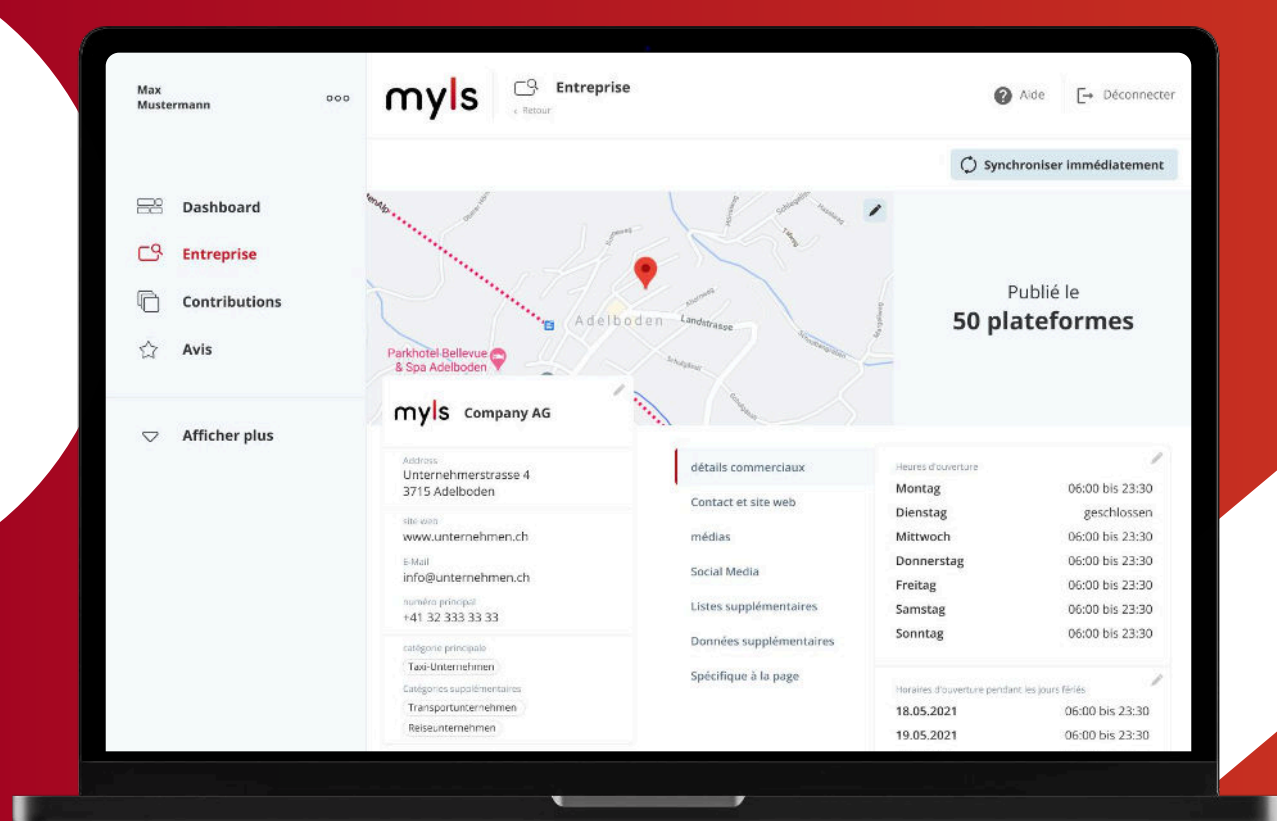 Max
Mustermann
myls
Entreprise
< Retour
Aide
Déconnecter
Synchroniser immédiatement
Dashboard
Entreprise
Contributions
Avis
Afficher plus
Adelboden
Landstrasse
Parkhotel Bellevue
& Spa Adelboden
Publié le
50 plateformes
myls Company AG
Address
Unternehmerstrasse 4
3715 Adelboden
site web
www.unternehmen.ch
E-Mail
info@unternehmen.ch
numéro principal
+41 32 333 33 33
catégorie principale
Taxi-Unternehmen
Catégories supplémentaires
Transportunternehmen
Reiseunternehmen
détails commerciaux
Contact et site web
médias
Social Media
Listes supplémentaires
Données supplémentaires
Spécifique à la page
Heures d'ouverture
Montag 06:00 bis 23:30
Dienstag geschlossen
Mittwoch 06:00 bis 23:30
Donnerstag 06:00 bis 23:30
Freitag 06:00 bis 23:30
Samstag 06:00 bis 23:30
Sonntag 06:00 bis 23:30
Horaires d'ouverture pendant les jours fériés
18.05.2021 06:00 bis 23:30
19.05.2021 06:00 bis 23:30